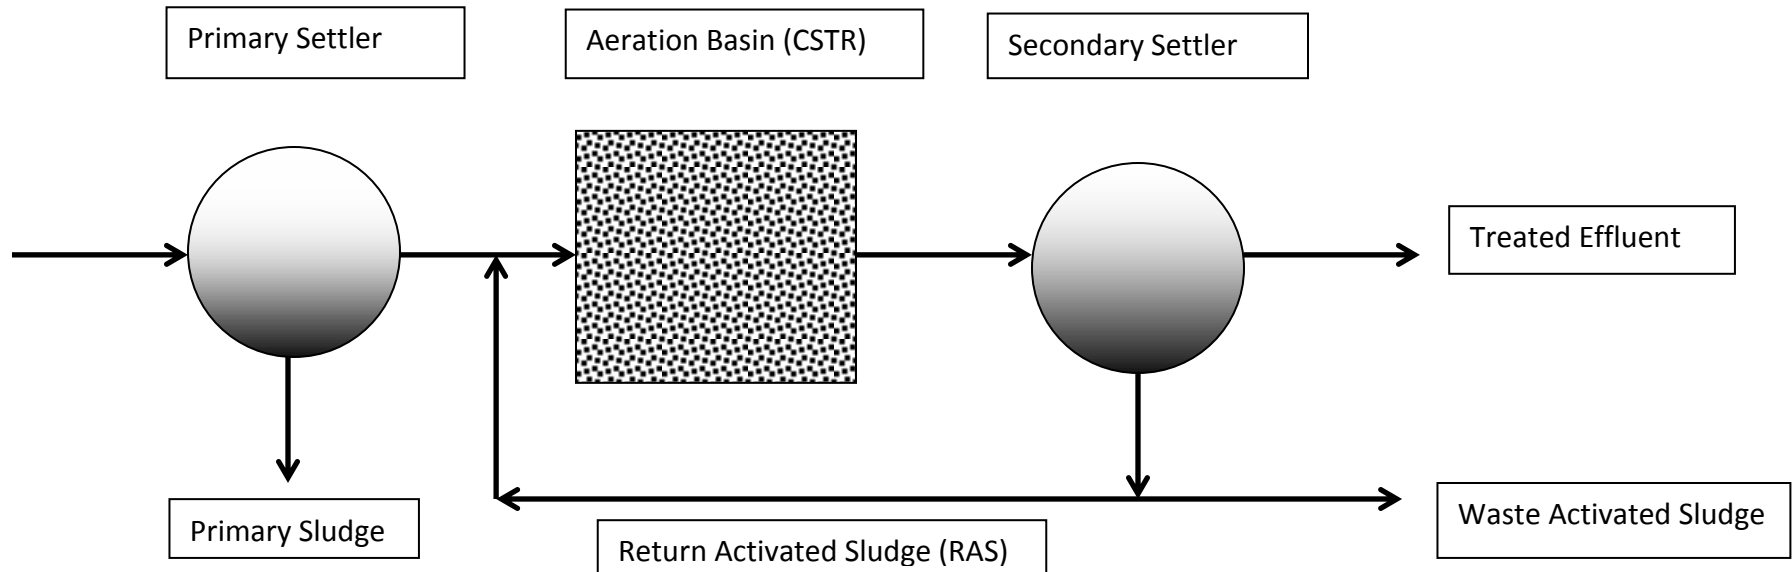 Primary Settler
Aeration Basin (CSTR)
Secondary Settler
Treated Effluent
Primary Sludge
Return Activated Sludge (RAS)
Waste Activated Sludge